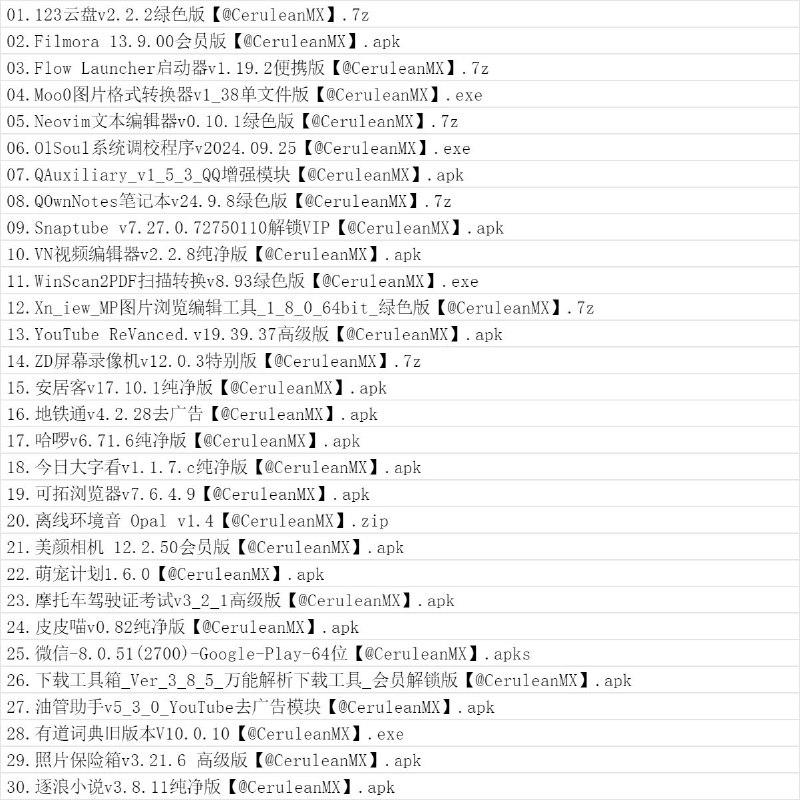 01.123云盘v2.2.2绿色版【@CeruleanMX】.7z
02.Filmora 13.9.00会员版【@CeruleanMX】.apk
03.Flow Launcher启动器v1.19.2便携版【@CeruleanMX】.7z
04.Moo0图片格式转换器v1_38单文件版【@CeruleanMX】.exe
05.Neovim文本编辑器v0.10.1绿色版【@CeruleanMX】.7z
06.OlSoul系统调校程序v2024.09.25【@CeruleanMX】.exe
07.QAuxiliary_v1_5_3_QQ增强模块【@CeruleanMX】.apk
08.QOwnNotes笔记本v24.9.8绿色版【@CeruleanMX】.7z
09.Snaptube v7.27.0.72750110解锁VIP【@CeruleanMX】.apk
10.VN视频编辑器v2.2.8纯净版【@CeruleanMX】.apk
11.WinScan2PDF扫描转换v8.93绿色版【@CeruleanMX】.exe
12.Xn_iew_MP图片浏览编辑工具_1_8_0_64bit_绿色版【@CeruleanMX】.7z
13.YouTube ReVanced.v19.39.37高级版【@CeruleanMX】.apk
14.ZD屏幕录像机v12.0.3特别版【@CeruleanMX】.7z
15.安居客v17.10.1纯净版【@CeruleanMX】.apk
16.地铁通v4.2.28去广告【@CeruleanMX】.apk
17.哈啰v6.71.6纯净版【@CeruleanMX】.apk
18.今日大字看v1.1.7.c纯净版【@CeruleanMX】.apk
19.可拓浏览器v7.6.4.9【@CeruleanMX】.apk
20.离线环境音 Opal v1.4【@CeruleanMX】.zip
21.美颜相机 12.2.50会员版【@CeruleanMX】.apk
22.萌宠计划1.6.0【@CeruleanMX】.apk
23.摩托车驾驶证考试v3_2_1高级版【@CeruleanMX】.apk
24.皮皮喵v0.82纯净版【@CeruleanMX】.apk
25.微信-8.0.51(2700)-Google-Play-64位【@CeruleanMX】.apks
26.下载工具箱_Ver_3_8_5_万能解析下载工具_会员解锁版【@CeruleanMX】.apk
27.油管助手v5_3_0_YouTube去广告模块【@CeruleanMX】.apk
28.有道词典旧版本V10.0.10【@CeruleanMX】.exe
29.照片保险箱v3.21.6 高级版【@CeruleanMX】.apk
30.逐浪小说v3.8.11纯净版【@CeruleanMX】.apk